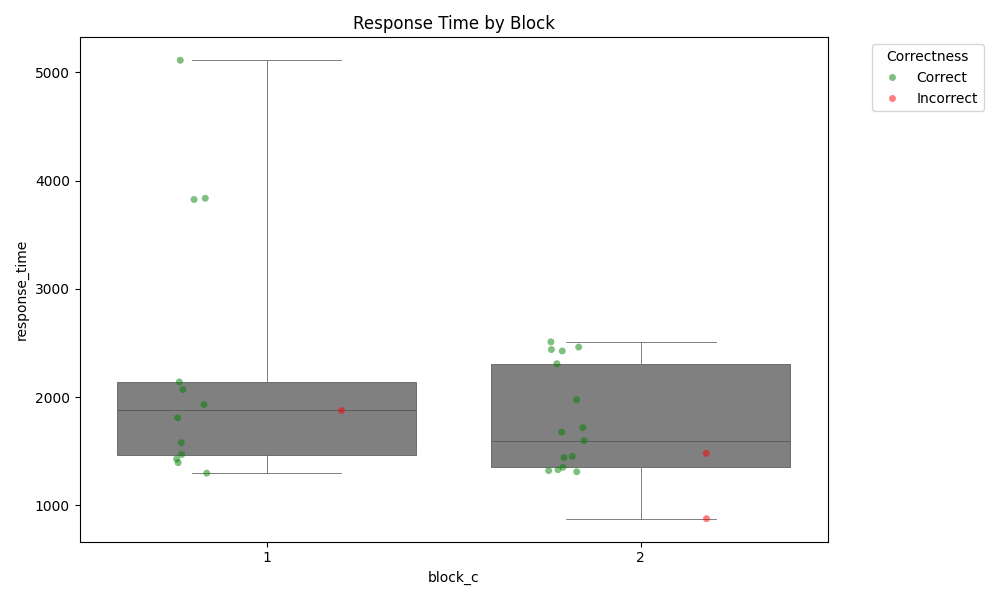 Response Time by Block
Correctness
Correct
Incorrect
5000
4000
3000
2000
1000
response_time
1
2
block_c